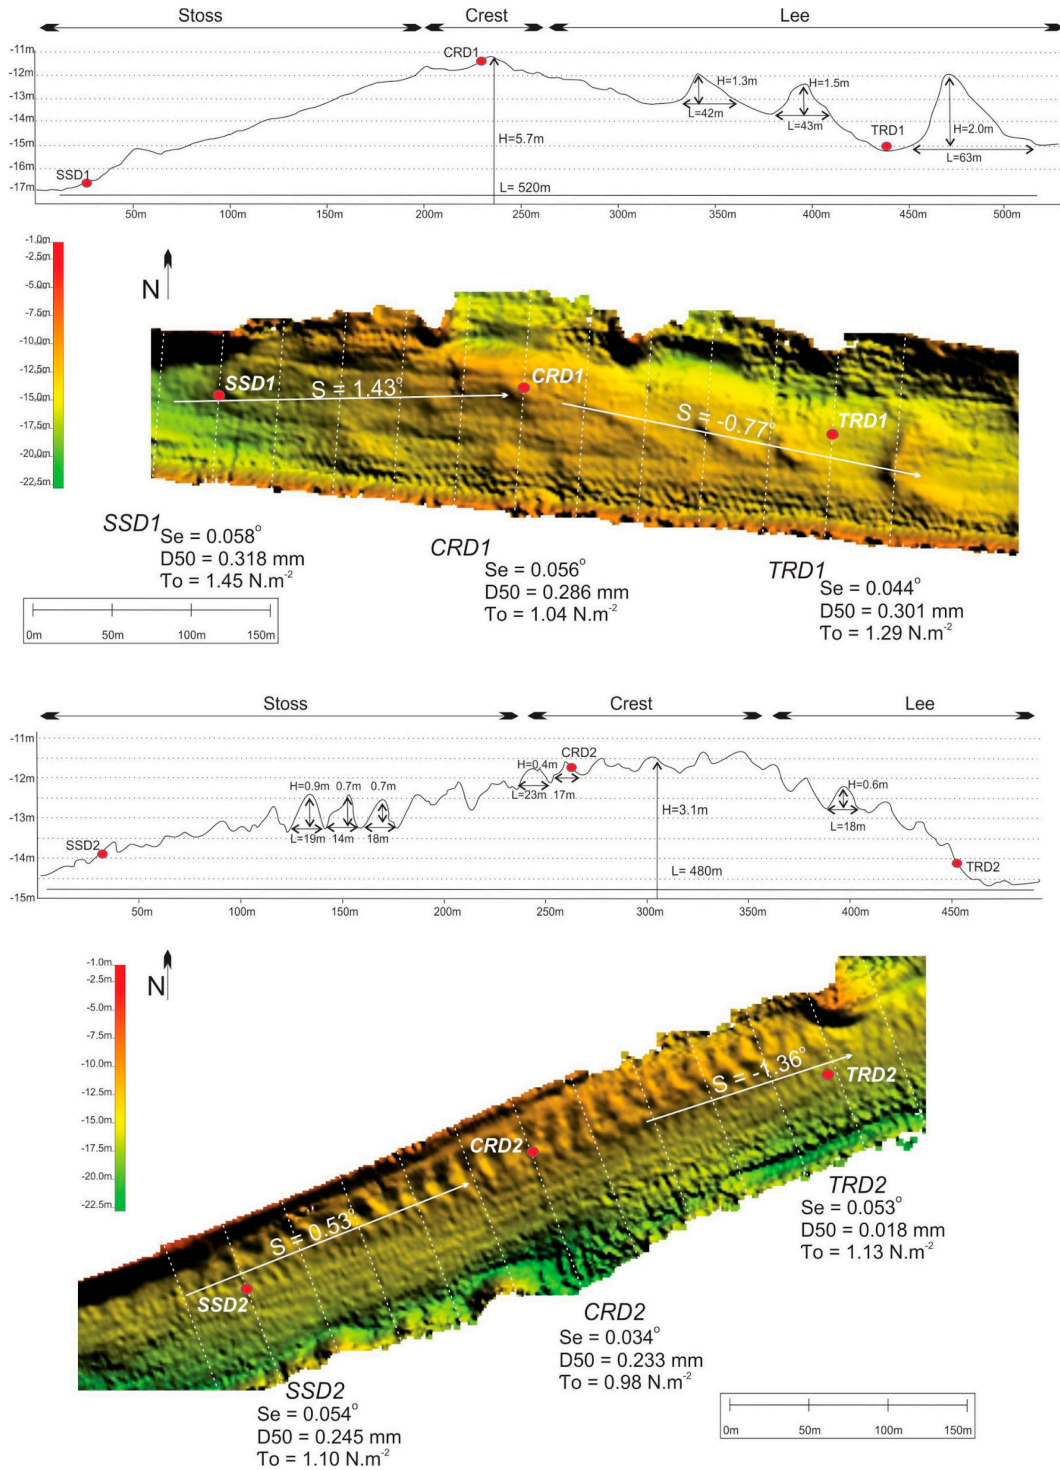 Stoss Crest Lee
-11m
-12m
-13m
-14m
-15m
-16m
-17m
SSD1
CRD1
H=5.7m
L= 520m
H=1.3m
L=42m
H=1.5m
L=43m
TRD1
H=2.0m
L=63m
50m 100m 150m 200m 250m 300m 350m 400m 450m 500m
-1.0m
-2.5m
-5.0m
-7.5m
-10.0m
-12.5m
-15.0m
-17.5m
-20.0m
-22,5m
N
SSD1
S = 1.43°
CRD1
S = -0.77°
TRD1
SSD1
Se = 0.058°
D50 = 0.318 mm
To = 1.45 N.m-2
CRD1
Se = 0.056°
D50 = 0.286 mm
To = 1.04 N.m-2
TRD1
Se = 0.044°
D50 = 0.301 mm
To = 1.29 N.m-2
0m 50m 100m 150m
Stoss Crest Lee
-11m
-12m
-13m
-14m
-15m
SSD2
H=0.9m 0.7m 0.7m
L=19m 14m 18m
H=0.4m
L=23m 17m
CRD2
H=3.1m
L= 480m
H=0.6m
L=18m
TRD2
50m 100m 150m 200m 250m 300m 350m 400m 450m
-1.0m
-2.5m
-5.0m
-7.5m
-10.0m
-12.5m
-15.0m
-17.5m
-20.0m
-22.5m
N
SSD2
S = 0.53°
CRD2
S = -1.36°
TRD2
TRD2
Se = 0.053°
D50 = 0.018 mm
To = 1.13 N.m-2
CRD2
Se = 0.034°
D50 = 0.233 mm
To = 0.98 N.m-2
SSD2
Se = 0.054°
D50 = 0.245 mm
To = 1.10 N.m-2
0m 50m 100m 150m